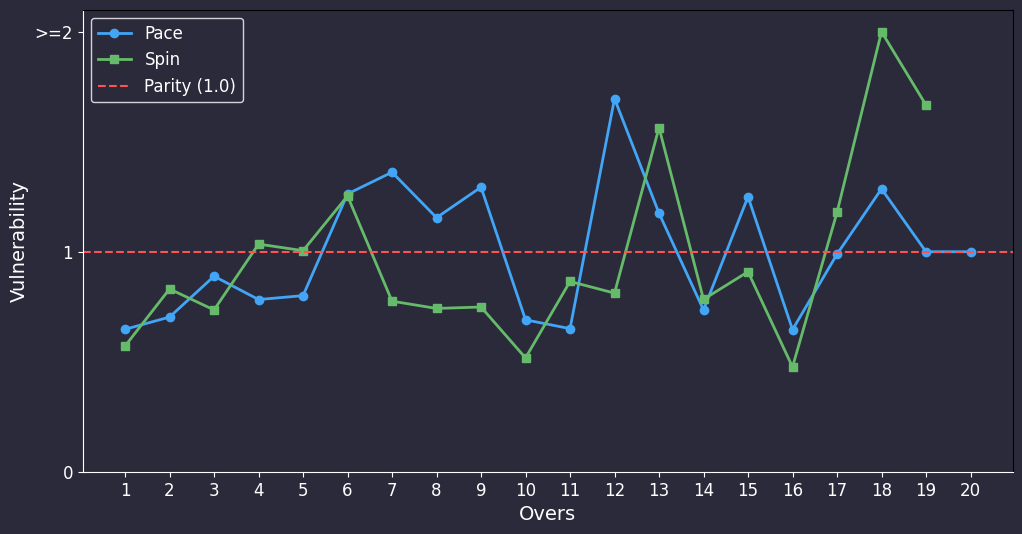 Pace
Spin
Parity (1.0)
>=2
1
0
Vulnerability
1 2 3 4 5 6 7 8 9 10 11 12 13 14 15 16 17 18 19 20
Overs